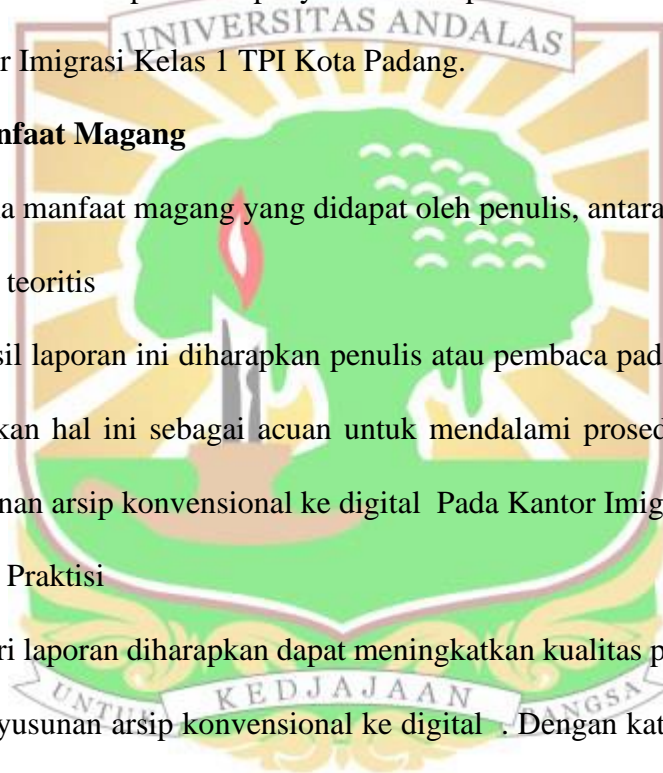 UNIVERSITAS ANDALAS
r Imigrasi Kelas 1 TPI Kota Padang.
nfaat Magang
a manfaat magang yang didapat oleh penulis, antara
teoritis
sil laporan ini diharapkan penulis atau pembaca pad
kan hal ini sebagai acuan untuk mendalami prosed
nan arsip konvensional ke digital Pada Kantor Imig
Praktisi
ri laporan diharapkan dapat meningkatkan kualitas p
UNTUK KEDJAJAAN BANGSA
yusunan arsip konvensional ke digital . Dengan kat